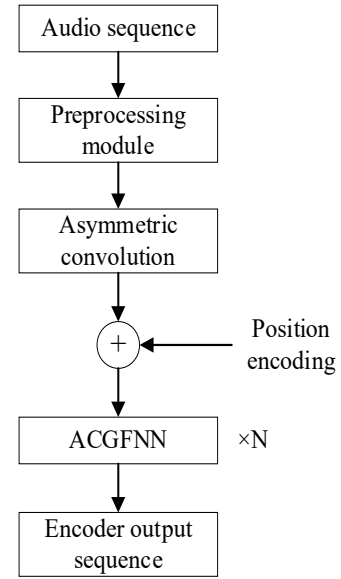 Audio sequence
Preprocessing
module
Asymmetric
convolution
+
Position
encoding
ACGFNN
×N
Encoder output
sequence